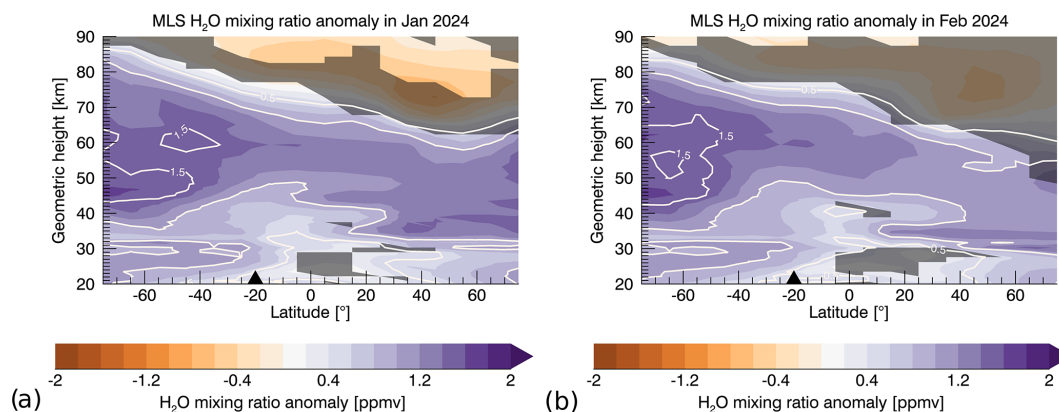 MLS H2O mixing ratio anomaly in Jan 2024
90
80
70
60
50
40
30
20
Geometric height [km]
0.5
1.5
1.5
-60 -40 -20 0 20 40 60
Latitude [°]
-2 -1.2 -0.4 0.4 1.2 2
(a) H2O mixing ratio anomaly [ppmv]
MLS H2O mixing ratio anomaly in Feb 2024
90
80
70
60
50
40
30
20
Geometric height [km]
0.5
1.5
1.5
0.5
-60 -40 -20 0 20 40 60
Latitude [°]
-2 -1.2 -0.4 0.4 1.2 2
(b) H2O mixing ratio anomaly [ppmv]